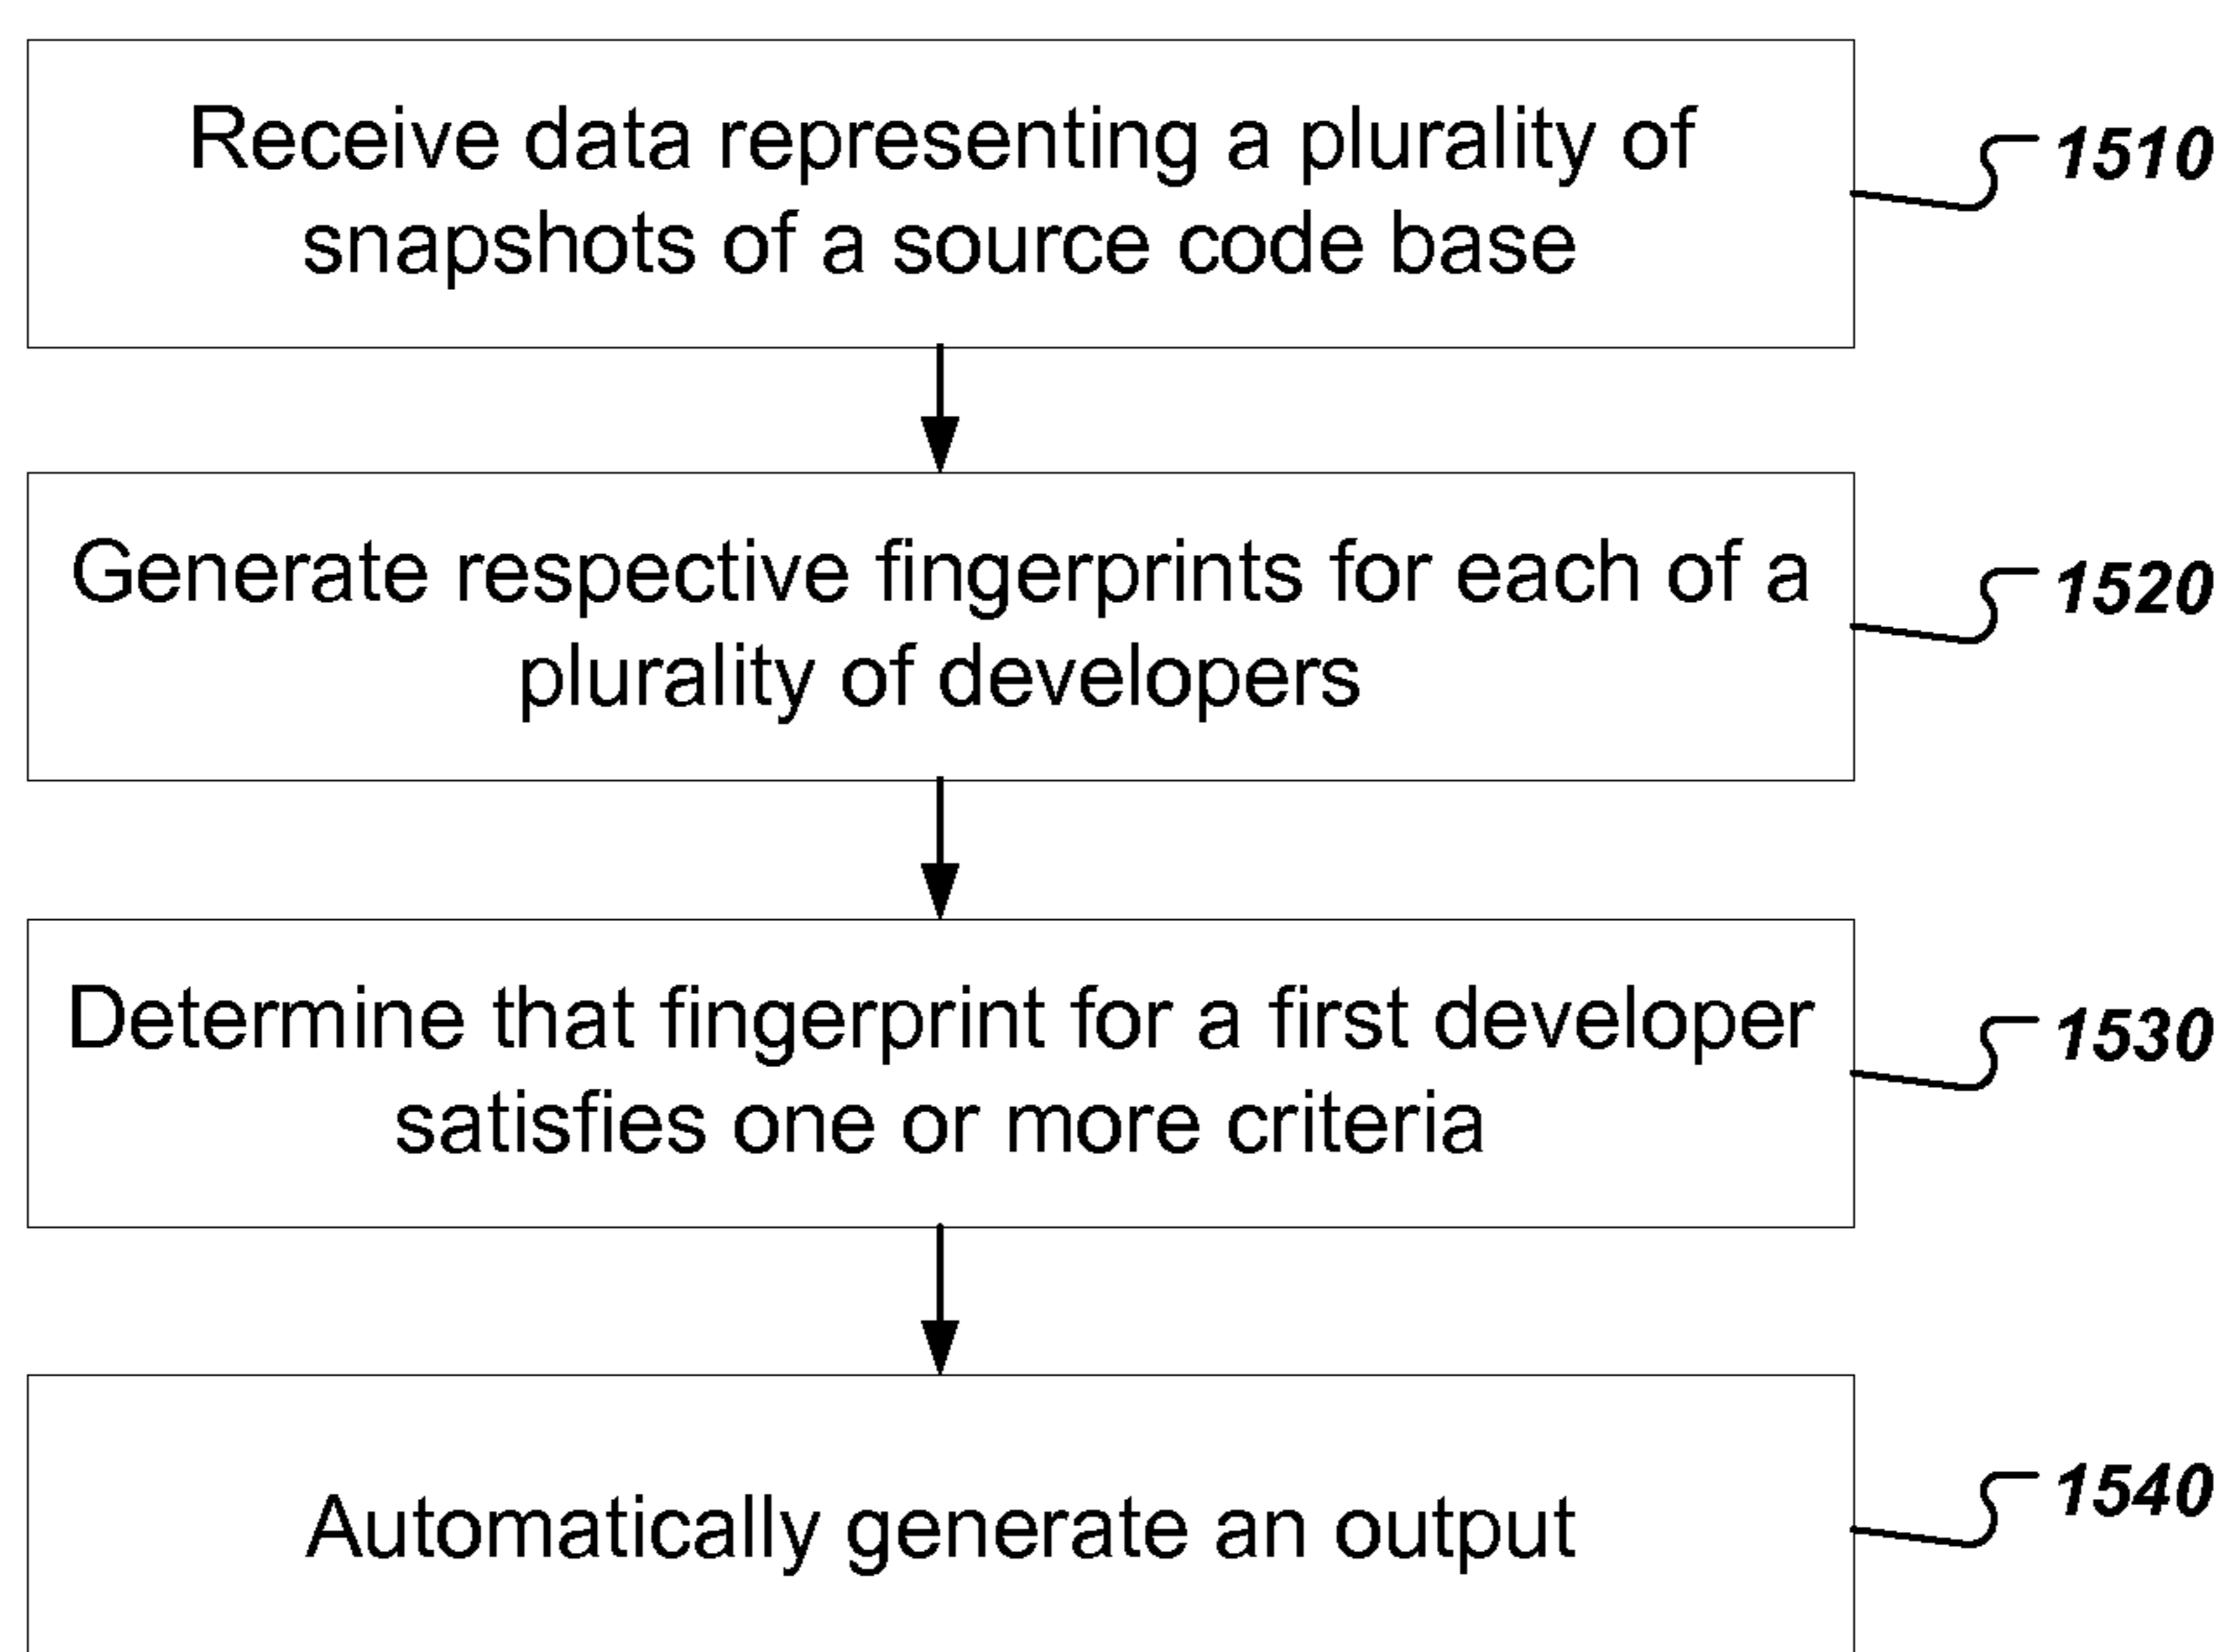 Receive data representing a plurality of
snapshots of a source code base
1510
Generate respective fingerprints for each of a
plurality of developers
1520
Determine that fingerprint for a first developer
satisfies one or more criteria
1530
Automatically generate an output
1540